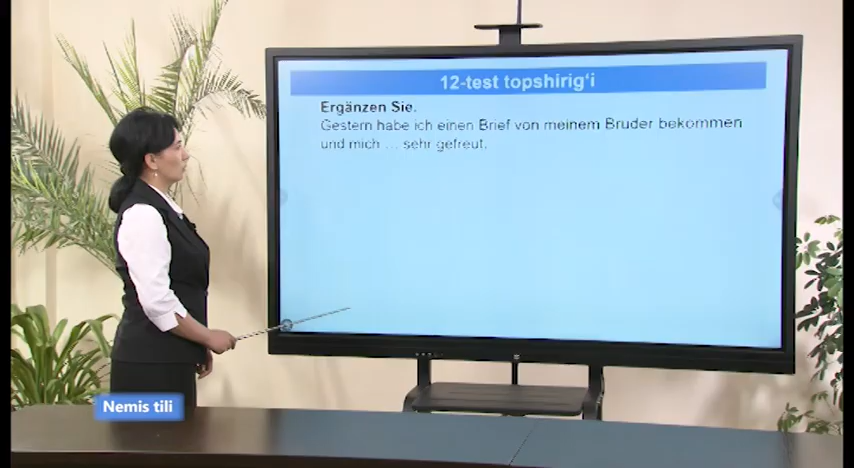 12-test topshirig‘i
Ergänzen Sie.
Gestern habe ich einen Brief von meinem Bruder bekommen
und mich ... sehr gefreut.
Nemis tili